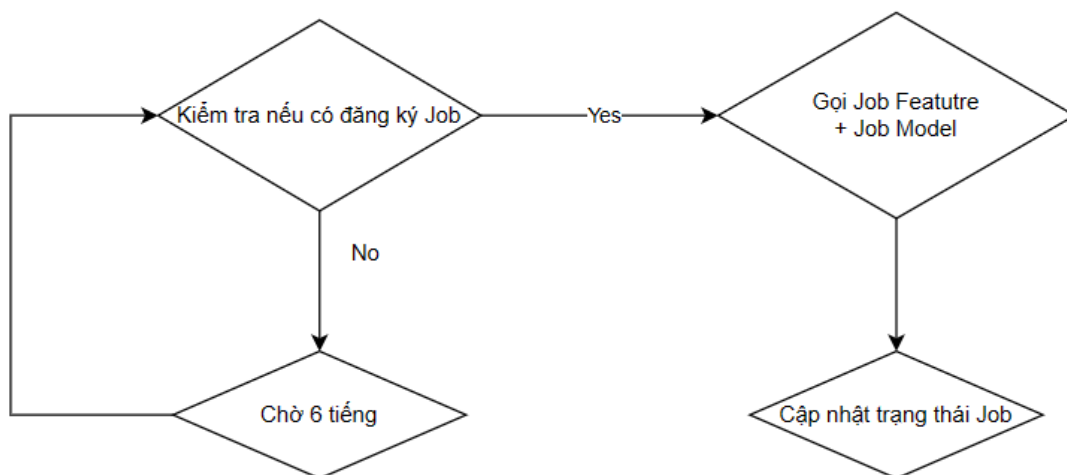 Kiểm tra nếu có đăng ký Job
Yes
Gọi Job Featutre
+ Job Model
No
Chờ 6 tiếng
Cập nhật trạng thái Job